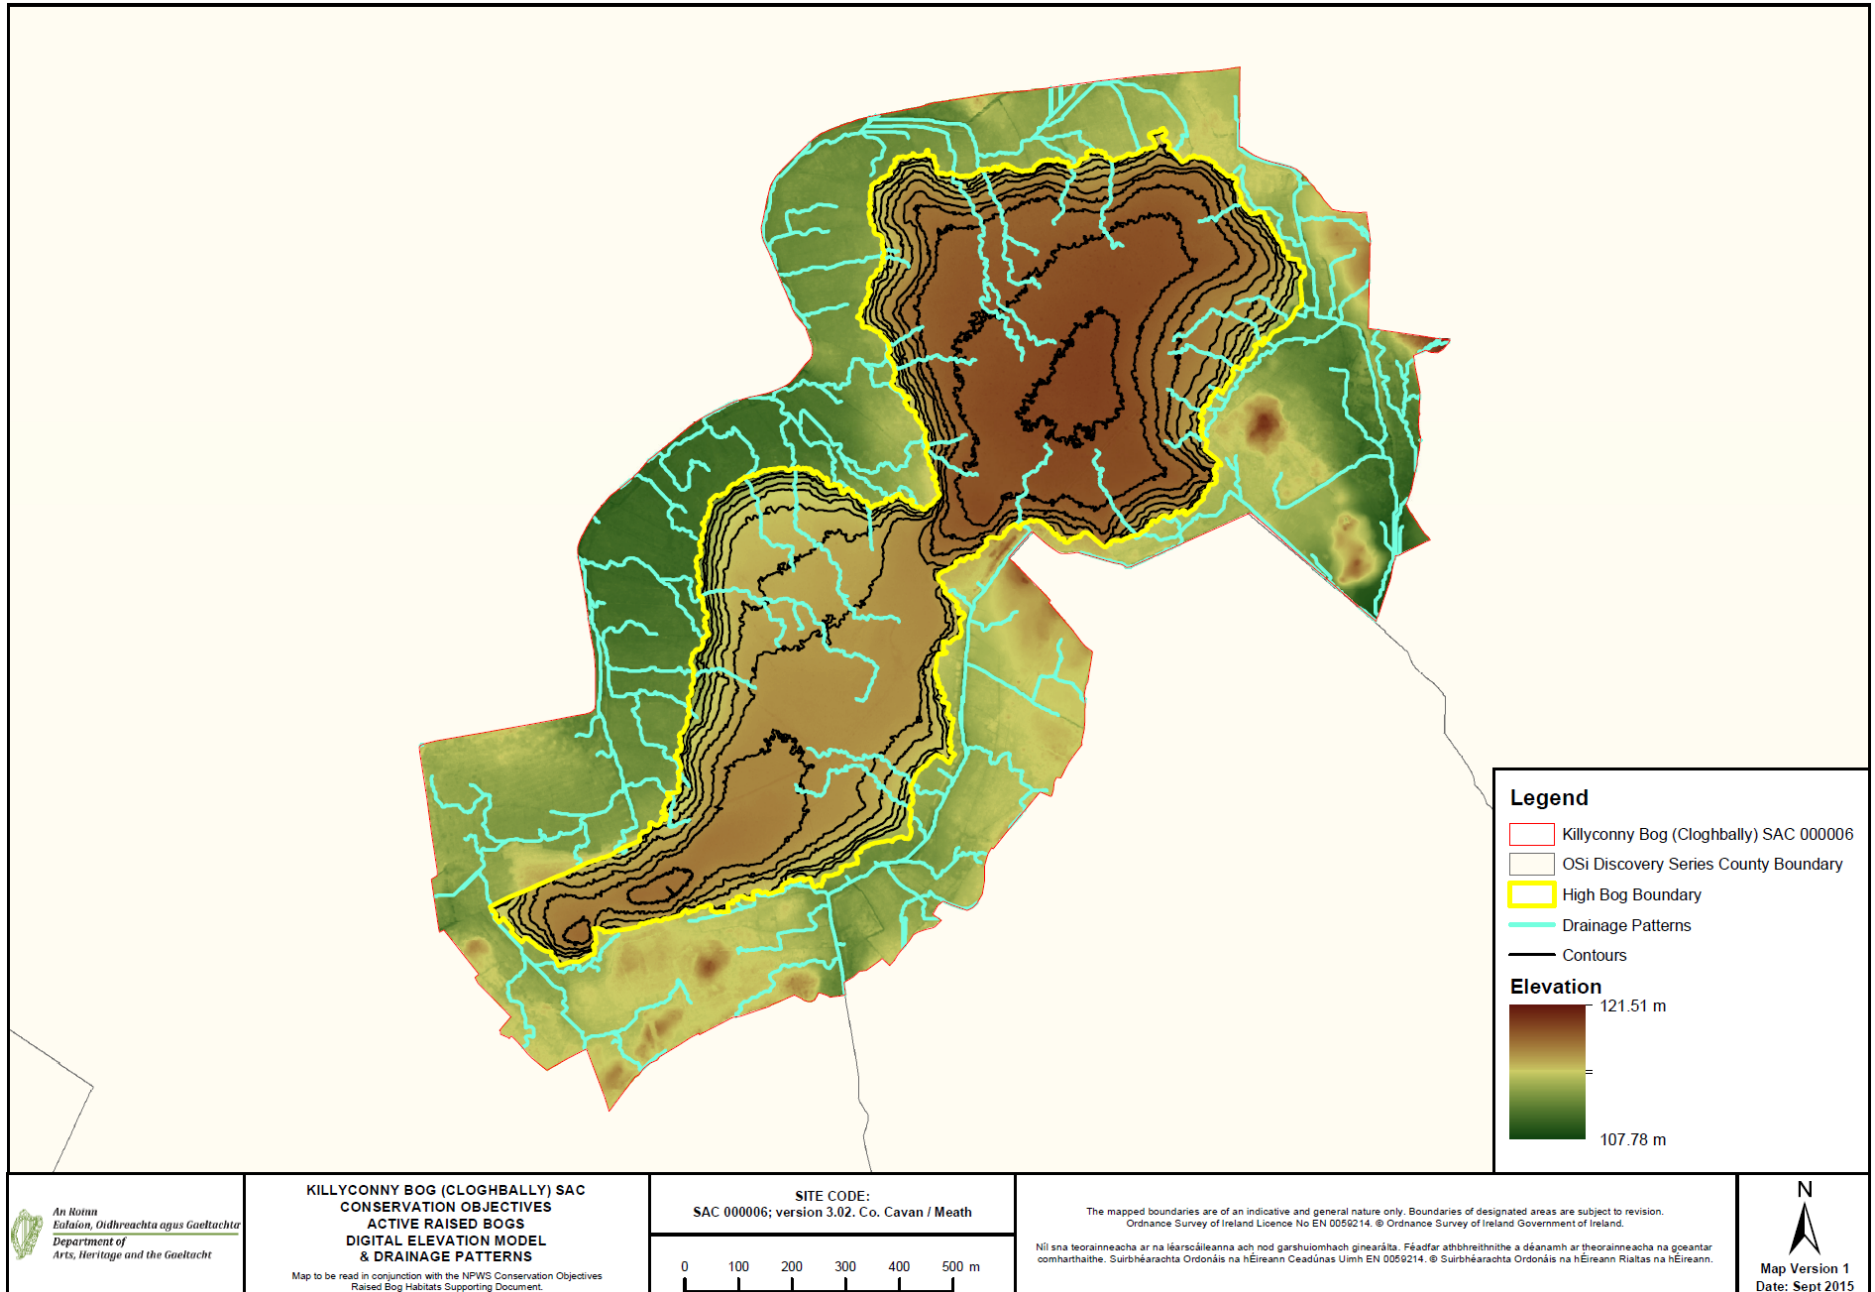 Legend
Killyconny Bog (Cloghbally) SAC 000006
OSi Discovery Series County Boundary
High Bog Boundary
Drainage Patterns
Contours
Elevation
121.51 m
107.78 m
An Roinn
Ealaíon, Oidhreachta agus Gaeltachta
Department of
Arts, Heritage and the Gaeltacht
KILLYCONNY BOG (CLOGHBALLY) SAC
CONSERVATION OBJECTIVES
ACTIVE RAISED BOGS
DIGITAL ELEVATION MODEL
& DRAINAGE PATTERNS
Map to be read in conjunction with the NPWS Conservation Objectives
Raised Bog Habitats Supporting Document.
SITE CODE:
SAC 000006; version 3.02. Co. Cavan / Meath
0 100 200 300 400 500 m
The mapped boundaries are of an indicative and general nature only. Boundaries of designated areas are subject to revision.
Ordnance Survey of Ireland Licence No EN 0059214. © Ordnance Survey of Ireland Government of Ireland.
Níl sna teorainneacha ar na léarscáileanna ach nod garshuiomhach ginearálta. Féadfar athbhreithnithe a déanamh ar theorainneacha na gceantar
comharthaithe. Suirbhéarachta Ordonáis na hÉireann Ceadúnas Uimh EN 0059214. © Suirbhéarachta Ordonáis na hÉireann Rialtas na hÉireann.
N
Map Version 1
Date: Sept 2015